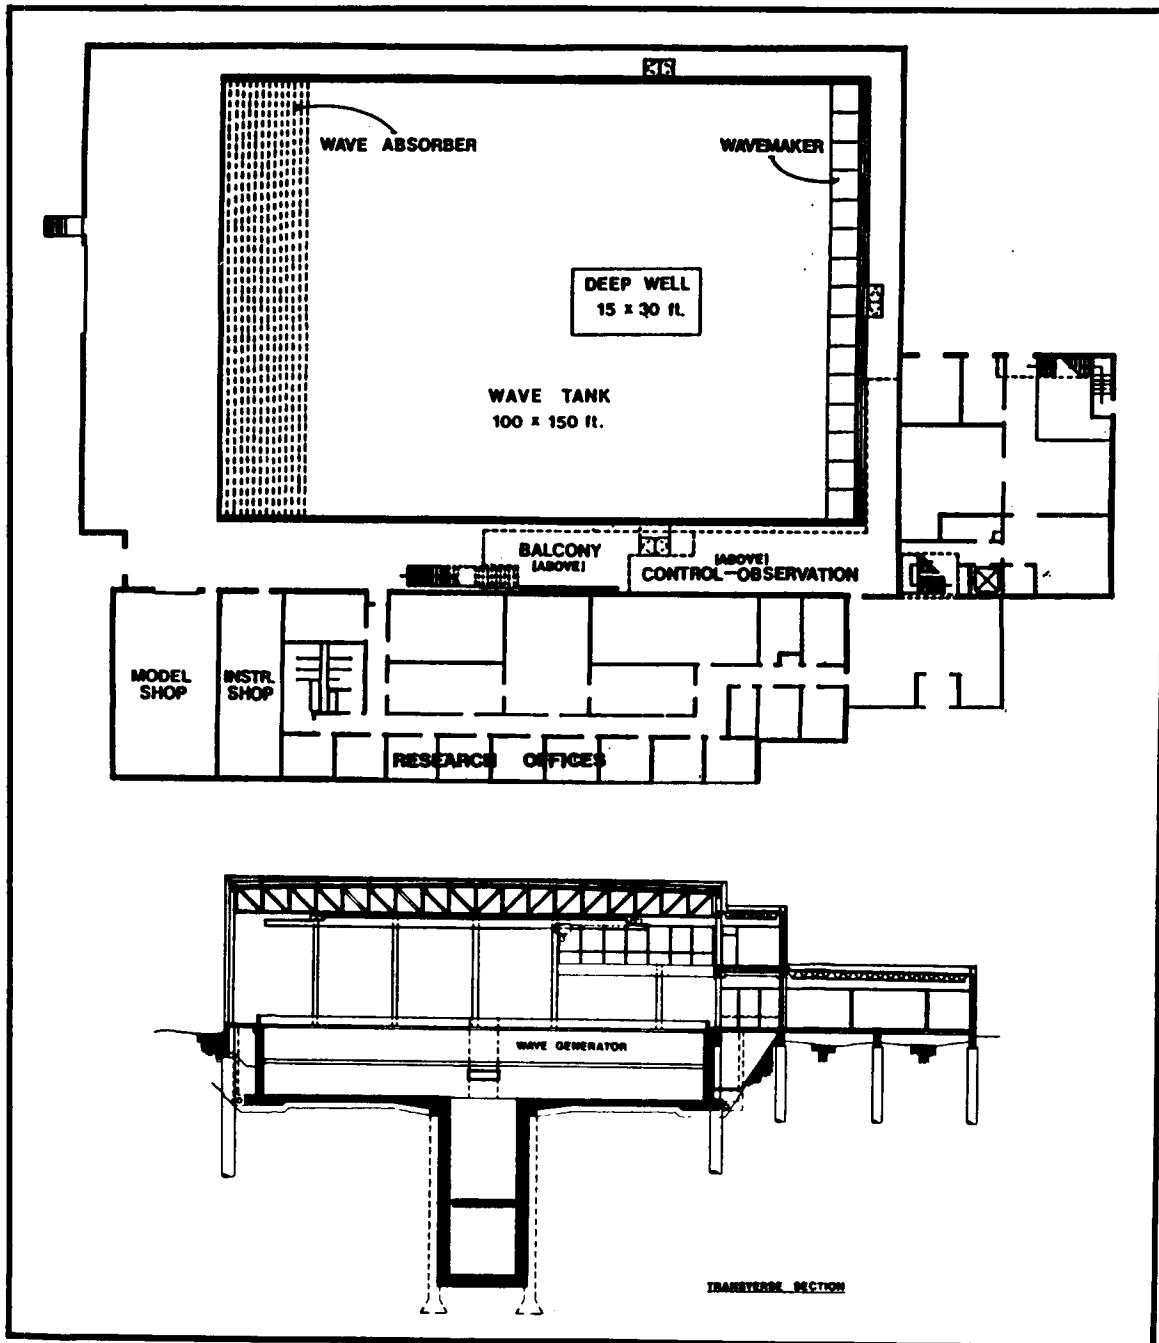 WAVE ABSORBER
WAVEMAKER
DEEP WELL
15 x 30 ft.
WAVE TANK
100 x 150 ft.
BALCONY
[ABOVE]
[ABOVE]
CONTROL-OBSERVATION
MODEL
SHOP
INSTR.
SHOP
RESEARCH OFFICES
WAVE GENERATOR
TRANSVERSE SECTION